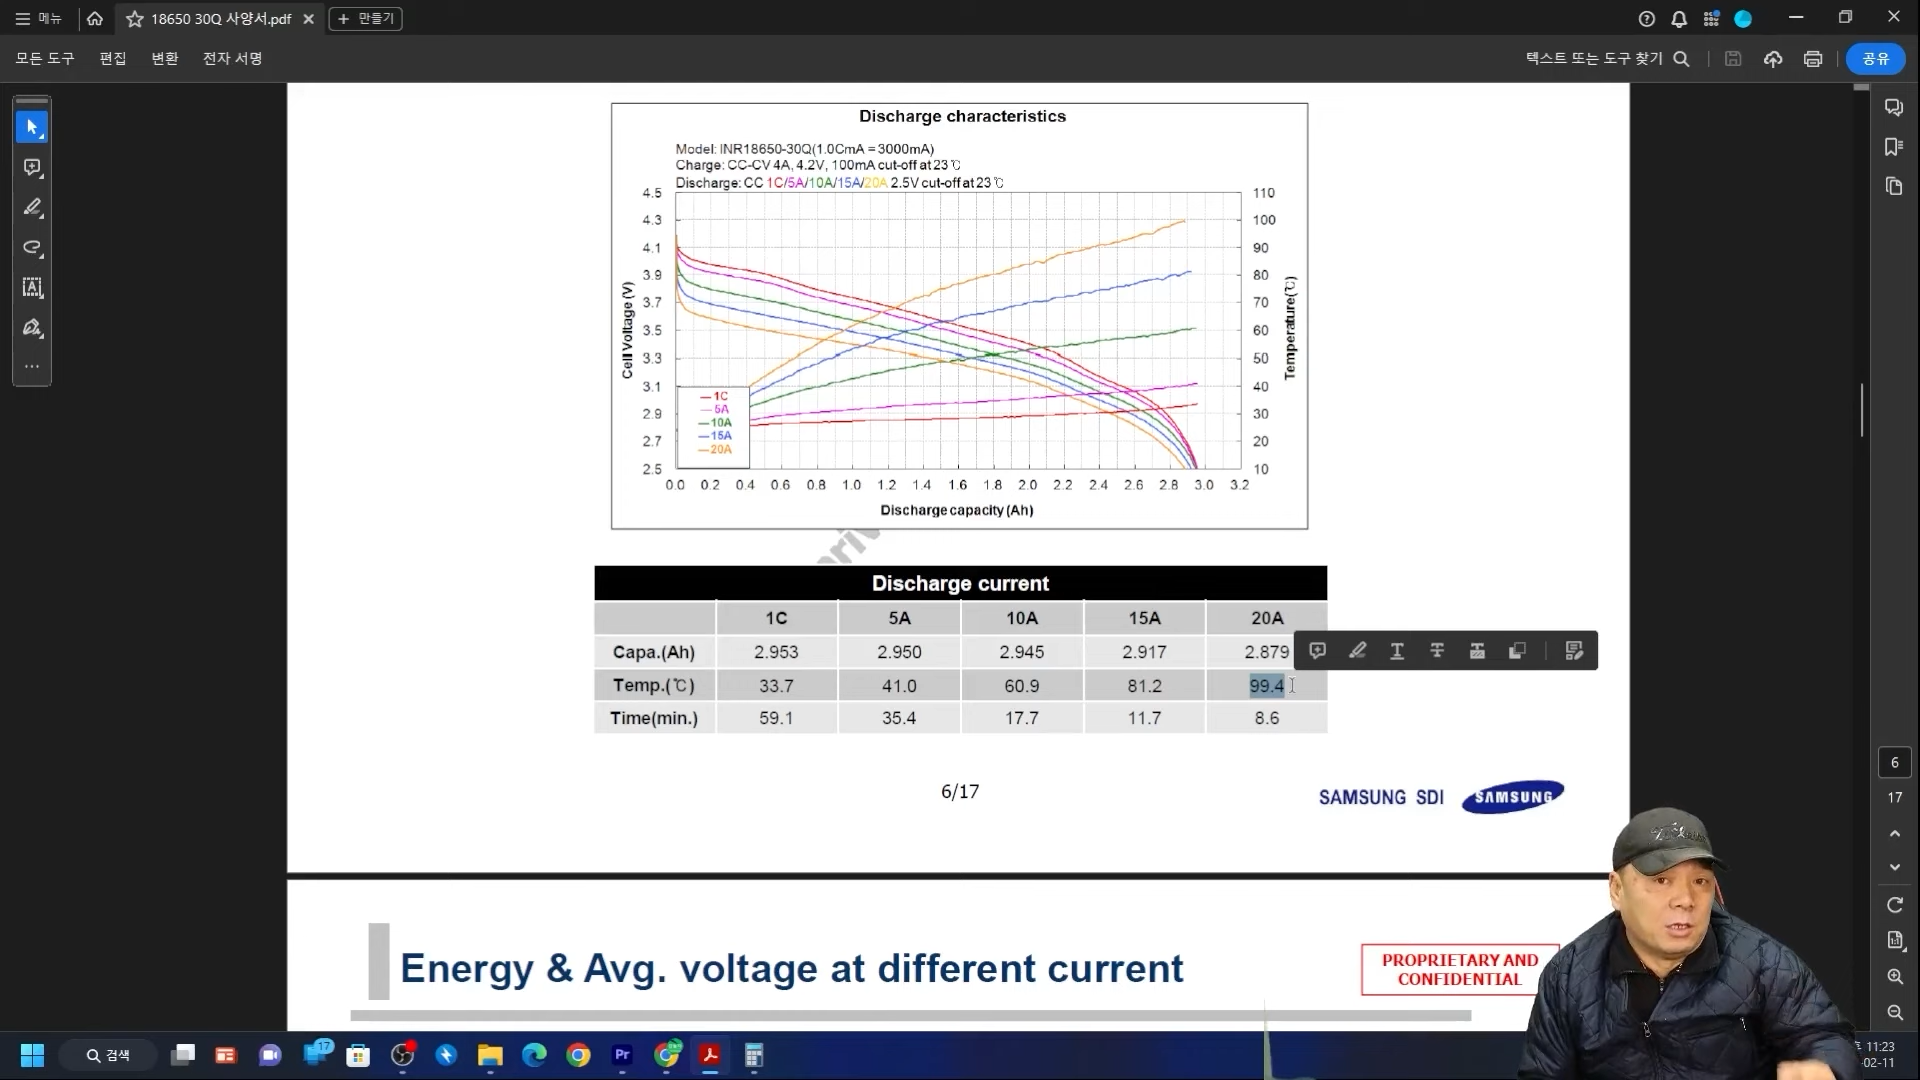 메뉴
18650 30Q 사양서.pdf
만들기
모든 도구
편집
변환
전자 서명
텍스트 또는 도구 찾기
공유
Discharge characteristics
Model: INR18650-30Q(1.0CmA = 3000mA)
Charge: CC-CV 4A, 4.2V, 100mA cut-off at 23℃
Discharge: CC 1C/5A/10A/15A/20A 2.5V cut-off at 23℃
4.5
4.3
4.1
3.9
3.7
3.5
3.3
3.1
2.9
2.7
2.5
Cell Voltage (V)
110
100
90
80
70
60
50
40
30
20
10
Temperature(℃)
1C
5A
10A
15A
20A
0.0 0.2 0.4 0.6 0.8 1.0 1.2 1.4 1.6 1.8 2.0 2.2 2.4 2.6 2.8 3.0 3.2
Discharge capacity (Ah)
Discharge current
1C 5A 10A 15A 20A
Capa.(Ah) 2.953 2.950 2.945 2.917 2.879
Temp.(℃) 33.7 41.0 60.9 81.2 99.4
Time(min.) 59.1 35.4 17.7 11.7 8.6
6/17
SAMSUNG SDI
SAMSUNG
6
17
Energy & Avg. voltage at different current
PROPRIETARY AND
CONFIDENTIAL
검색
17
Pr
11:23
02-11